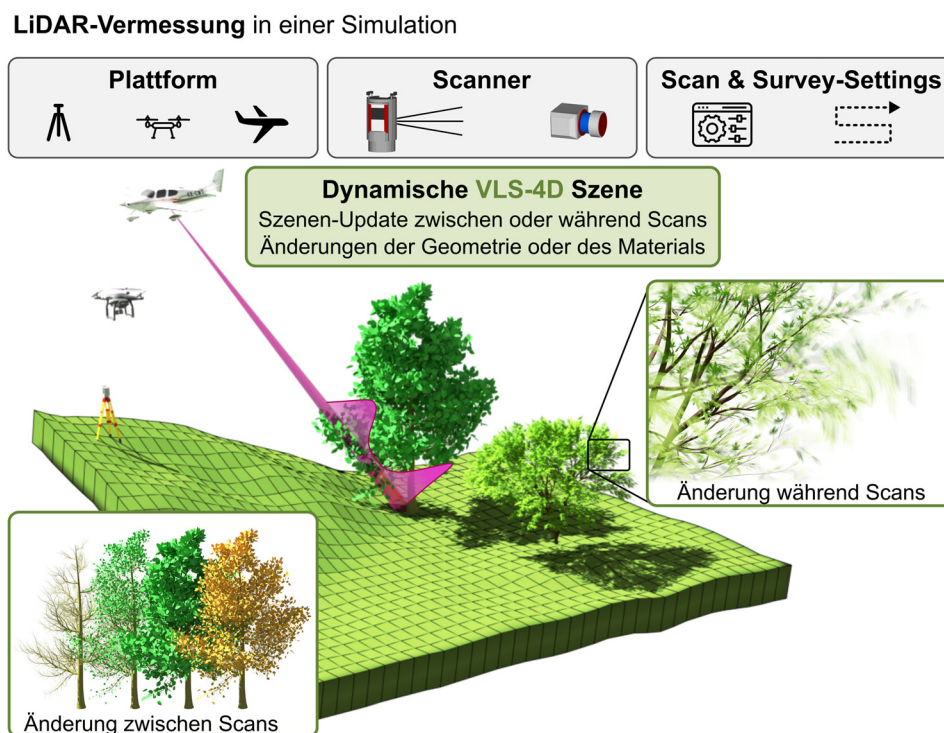 LiDAR-Vermessung in einer Simulation
Plattform
Scanner
Scan & Survey-Settings
Dynamische VLS-4D Szene
Szenen-Update zwischen oder während Scans
Änderungen der Geometrie oder des Materials
Änderung während Scans
Änderung zwischen Scans